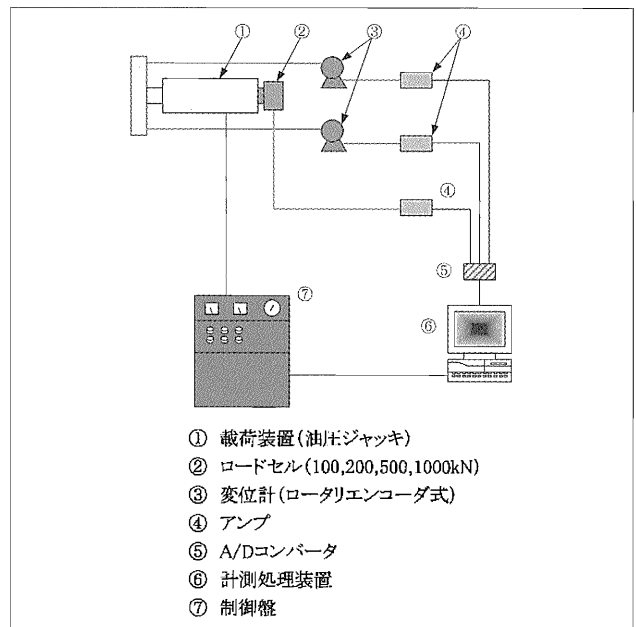 ① ② ③ ④
④
⑤
⑦
⑥
① 載荷装置(油圧ジャッキ)
② ロードセル(100,200,500,1000kN)
③ 変位計(ロータリエンコーダ式)
④ アンプ
⑤ A/Dコンバータ
⑥ 計測処理装置
⑦ 制御盤